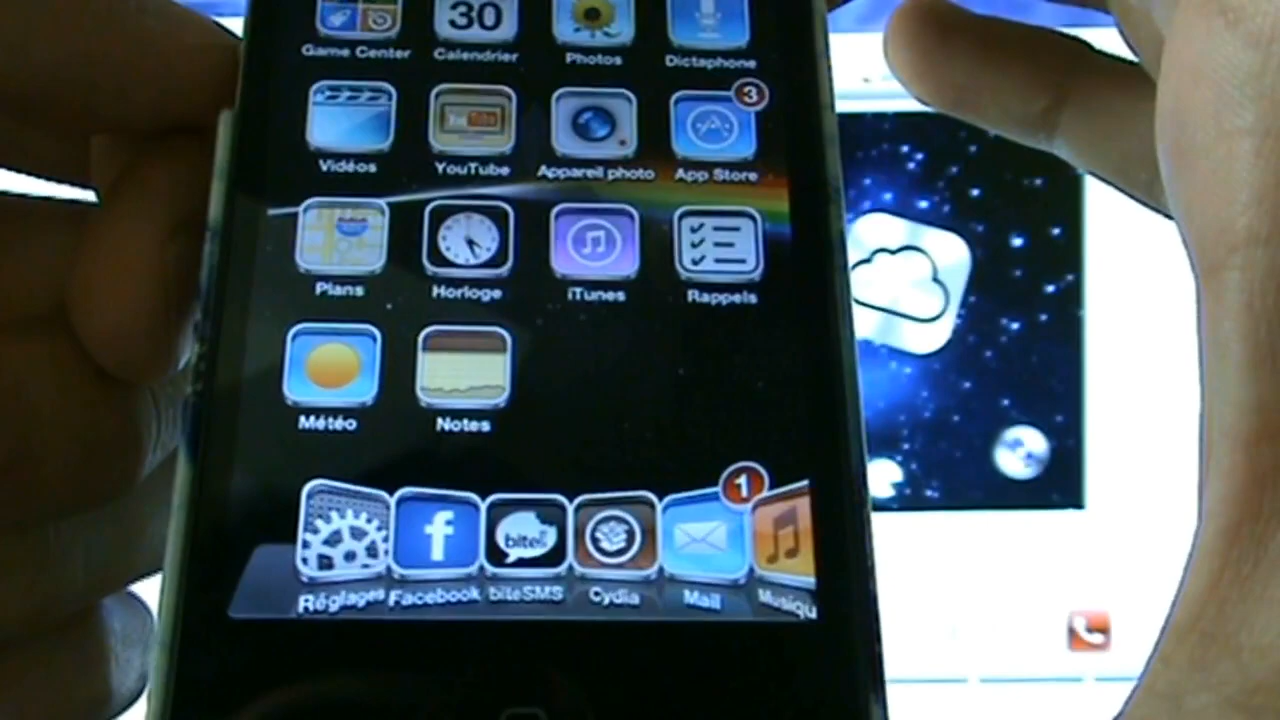 30
Game Center Calendrier Photos Dictaphone
3
YouTube
Vidéos YouTube Appareil photo App Store
Plans Horloge iTunes Rappels
Météo Notes
1
f bite
Réglages Facebook biteSMS Cydia Mail Musiqu